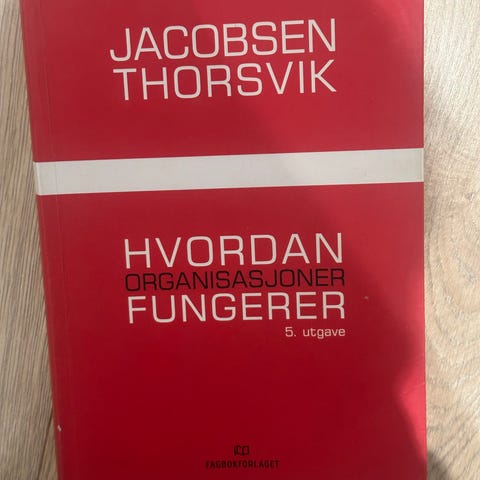 JACOBSEN
THORSVIK
HVORDAN
ORGANISASJONER
FUNGERER
5. utgave
FAGBOKFORLAGET